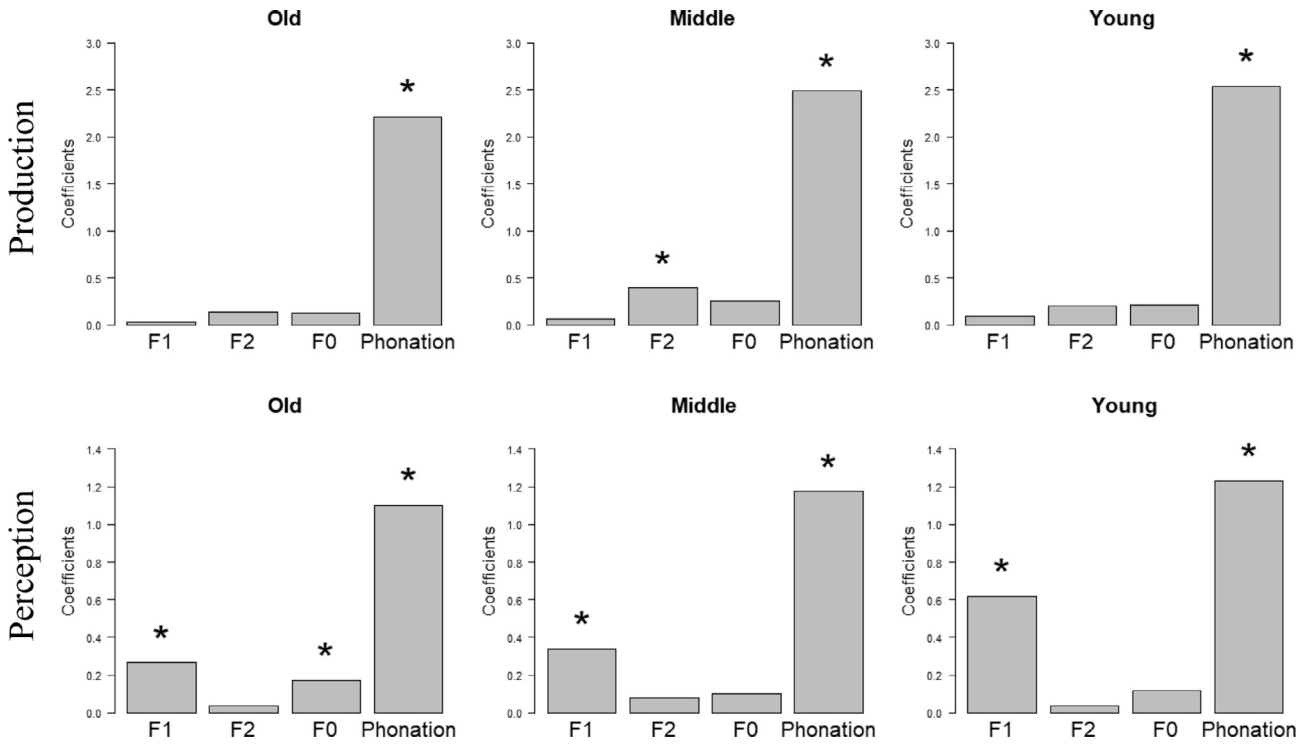 Old Middle Young
Production
Coefficients Coefficients Coefficients
3.0 3.0 3.0
2.5 2.5 2.5
2.0 2.0 2.0
1.5 1.5 1.5
1.0 1.0 1.0
0.5 0.5 0.5
0.0 0.0 0.0
* * * *
F1 F2 F0 Phonation F1 F2 F0 Phonation F1 F2 F0 Phonation
Old Middle Young
Perception
Coefficients Coefficients Coefficients
1.4 1.4 1.4
1.2 1.2 1.2
1.0 1.0 1.0
0.8 0.8 0.8
0.6 0.6 0.6
0.4 0.4 0.4
0.2 0.2 0.2
0.0 0.0 0.0
* * * * * * *
F1 F2 F0 Phonation F1 F2 F0 Phonation F1 F2 F0 Phonation